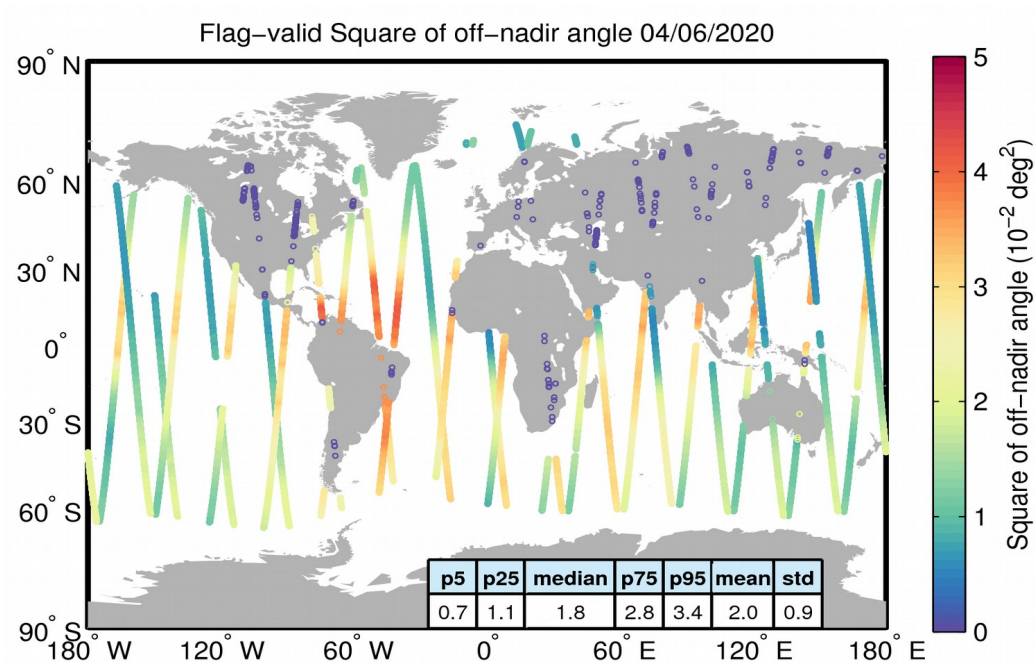 Flag−valid Square of off−nadir angle 04/06/2020
90° N
60° N
30° N
0°
30° S
60° S
90° S
180° W
120° W
60° W
0°
60° E
120° E
180° E
5
4
3
2
1
0
Square of off−nadir angle (10⁻² deg²)
p5 p25 median p75 p95 mean std
0.7 1.1 1.8 2.8 3.4 2.0 0.9